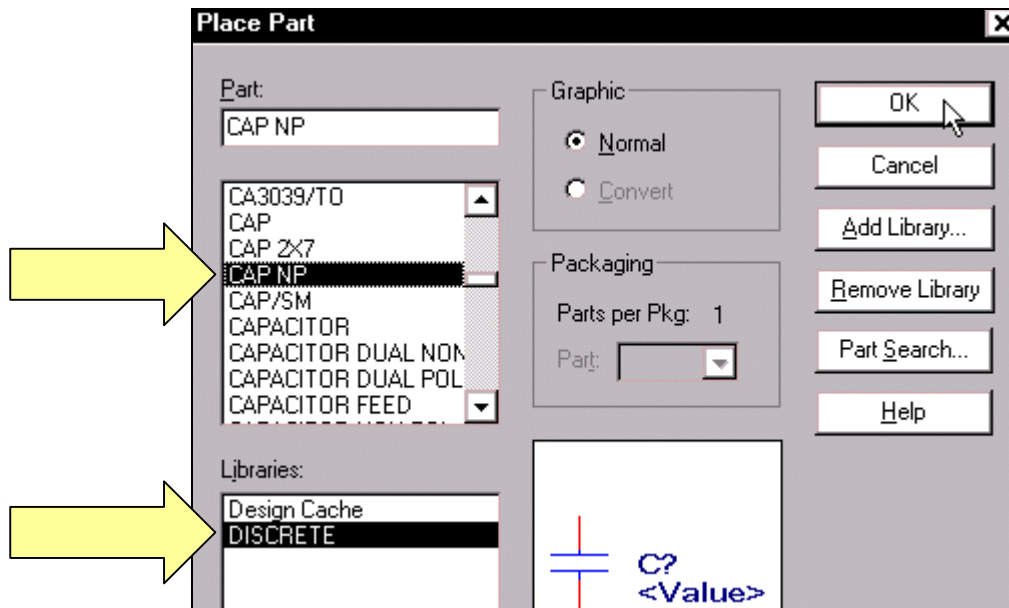 Place Part
Part:
CAP NP
CA3039/TO
CAP
CAP 2X7
CAP NP
CAP/SM
CAPACITOR
CAPACITOR DUAL NON
CAPACITOR DUAL POL
CAPACITOR FEED
Libraries:
Design Cache
DISCRETE
Graphic
Normal
Convert
Packaging
Parts per Pkg: 1
Part:
C?
<Value>
OK
Cancel
Add Library...
Remove Library
Part Search...
Help